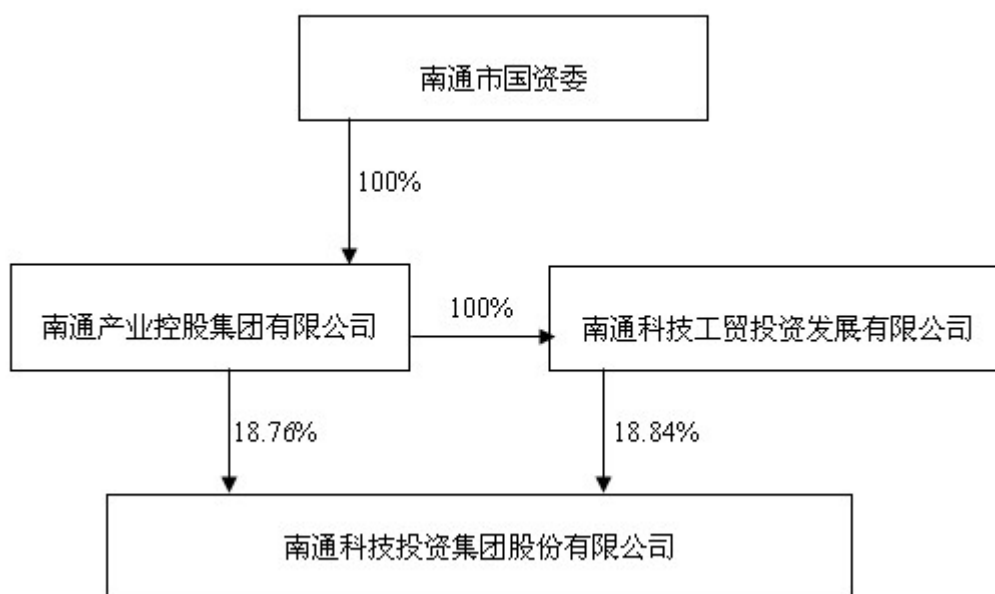 南通市国资委
100%
南通产业控股集团有限公司
100%
南通科技工贸投资发展有限公司
18.76%
18.84%
南通科技投资集团股份有限公司